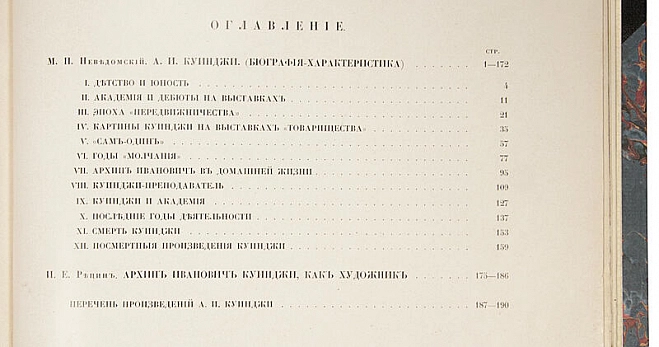 ОГЛАВЛЕНІЕ.
СТР.
М. П. Невѣдомскій. А. И. КУИНДЖИ. (БІОГРАФІЯ-ХАРАКТЕРИСТИКА) . . . . . . . . 1—172
I. ДѢТСТВО И ЮНОСТЬ . . . . . . . . 4
II. АКАДЕМІЯ И ДЕБЮТЫ НА ВЫСТАВКАХЪ . . . . . . . . 11
III. ЭПОХА «ПЕРЕДВИЖНИЧЕСТВА» . . . . . . . . 21
IV. КАРТИНЫ КУИНДЖИ НА ВЫСТАВКАХЪ «ТОВАРИЩЕСТВА» . . . . . . . . 35
V. «САМЪ-ОДИНЪ» . . . . . . . . 57
VI. ГОДЫ «МОЛЧАНІЯ» . . . . . . . . 77
VII. АРХИПЪ ИВАНОВИЧЪ ВЪ ДОМАШНЕЙ ЖИЗНИ . . . . . . . . 95
VIII. КУИНДЖИ-ПРЕПОДАВАТЕЛЬ . . . . . . . . 109
IX. КУИНДЖИ И АКАДЕМІЯ . . . . . . . . 127
X. ПОСЛѢДНІЕ ГОДЫ ДѢЯТЕЛЬНОСТИ . . . . . . . . 137
XI. СМЕРТЬ КУИНДЖИ . . . . . . . . 153
XII. ПОСМЕРТНЫЯ ПРОИЗВЕДЕНІЯ КУИНДЖИ . . . . . . . . 159
И. Е. Рѣпинъ. АРХИПЪ ИВАНОВИЧЪ КУИНДЖИ, КАКЪ ХУДОЖНИКЪ . . . . . . . . 175—186
ПЕРЕЧЕНЬ ПРОИЗВЕДЕНІЙ А. И. КУИНДЖИ . . . . . . . . 187—190